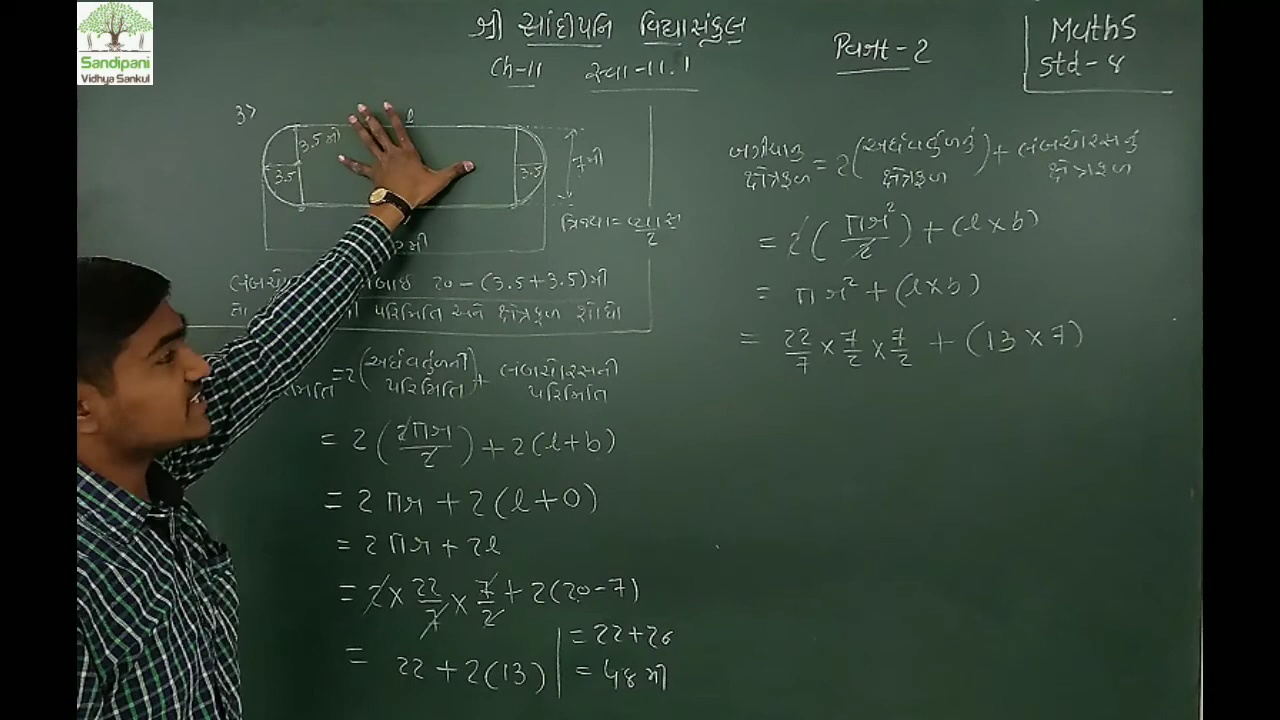 Sandipani
Vidhya Sankul
શ્રી સાંદીપનિ વિદ્યાસંકુલ
Ch-11 સ્વા-11.1
Part-2
Maths
Std-8
3>
l
3.5 મી
3.5
3.5
7મી
ત્રિજ્યા = વ્યાસ/2
મી
20 - (3.5+3.5)મી
પરિમિતિ અને ક્ષેત્રફળ શોધો
= 2(અર્ધવર્તુળની પરિમિતિ) + લંબચોરસની પરિમિતિ
= 2(2πr/2) + 2(l+b)
= 2πr + 2(l+0)
= 2πr + 2l
= 2 × 22/7 × 7/2 + 2(20-7)
= 22 + 2(13)
= 22+26
= 48 મી
બગીચાનું ક્ષેત્રફળ = 2(અર્ધવર્તુળનું ક્ષેત્રફળ) + લંબચોરસનું ક્ષેત્રફળ
= 2(πr²/2) + (l×b)
= πr² + (l×b)
= 22/7 × 7/2 × 7/2 + (13×7)